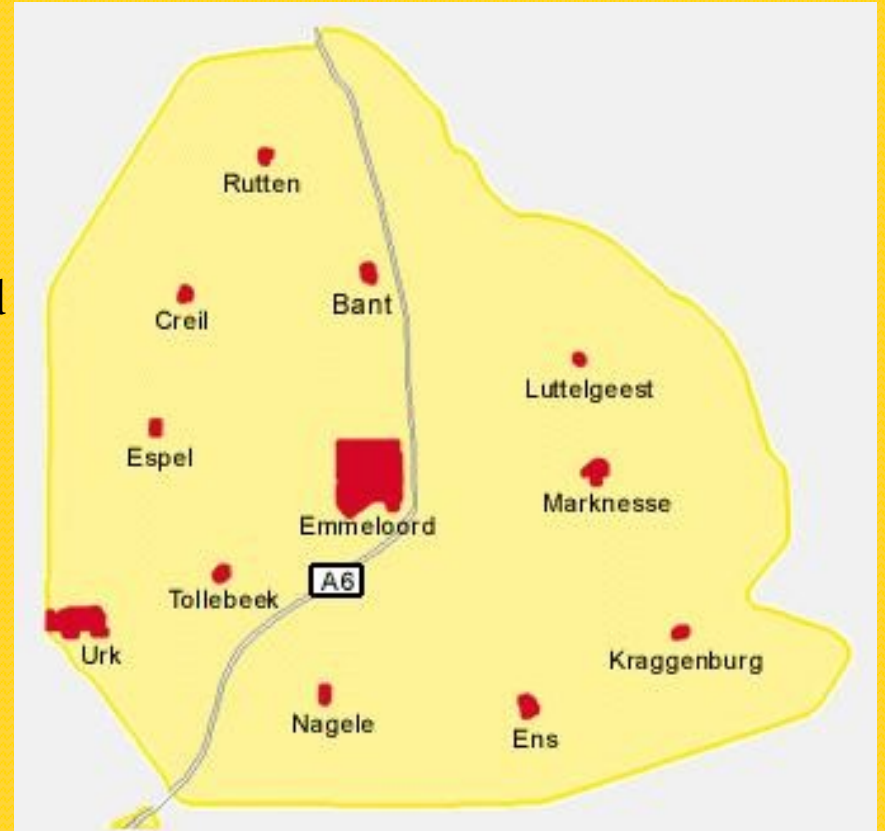 Rutten
Bant
Creil
Luttelgeest
Espel
Marknesse
Emmeloord
A6
Tollebeek
Urk
Kraggenburg
Nagele
Ens